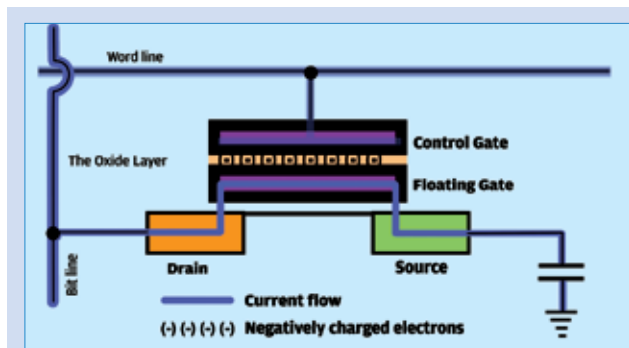 Word line
Control Gate
The Oxide Layer
Floating Gate
Bit line
Drain
Source
Current flow
(-) (-) (-) (-) Negatively charged electrons